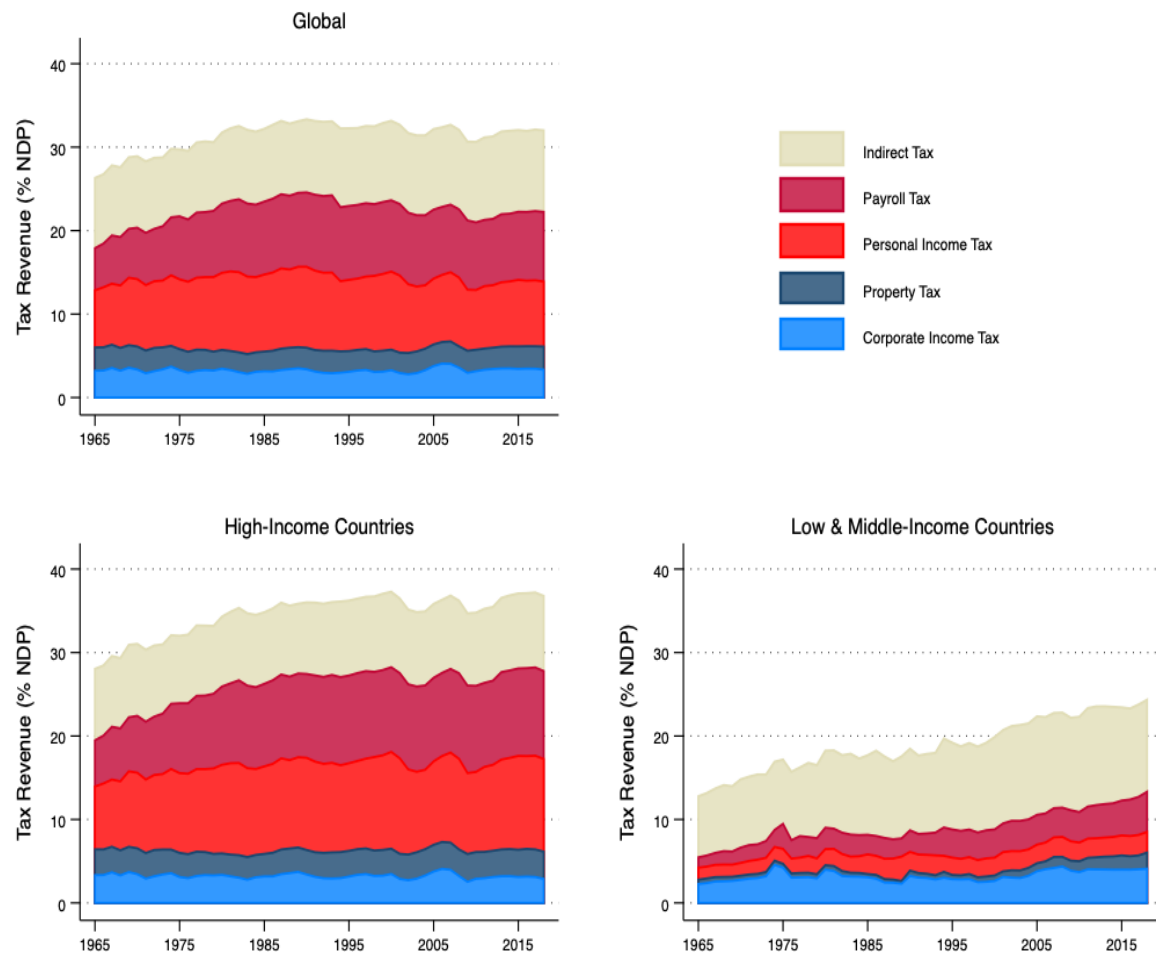 Global
Tax Revenue (% NDP)
40
30
20
10
0
1965 1975 1985 1995 2005 2015
Indirect Tax
Payroll Tax
Personal Income Tax
Property Tax
Corporate Income Tax
High-Income Countries
Tax Revenue (% NDP)
40
30
20
10
0
1965 1975 1985 1995 2005 2015
Low & Middle-Income Countries
Tax Revenue (% NDP)
40
30
20
10
0
1965 1975 1985 1995 2005 2015